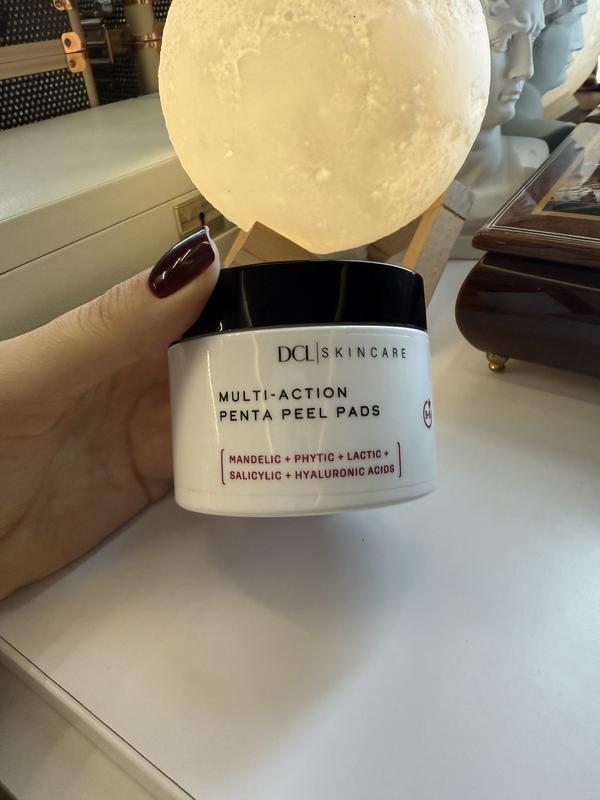 DCL|SKINCARE
MULTI-ACTION
PENTA PEEL PADS
[MANDELIC + PHYTIC + LACTIC +
SALICYLIC + HYALURONIC ACIDS]